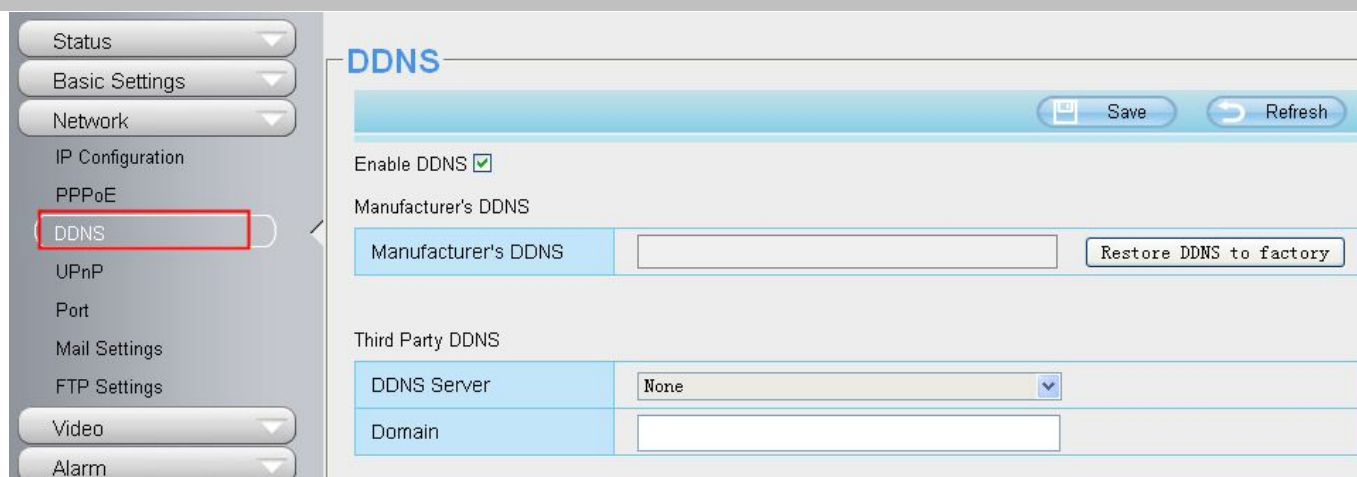 Status
Basic Settings
Network
IP Configuration
PPPoE
DDNS
UPnP
Port
Mail Settings
FTP Settings
Video
Alarm
DDNS
Save Refresh
Enable DDNS
Manufacturer's DDNS
Manufacturer's DDNS Restore DDNS to factory
Third Party DDNS
DDNS Server None
Domain